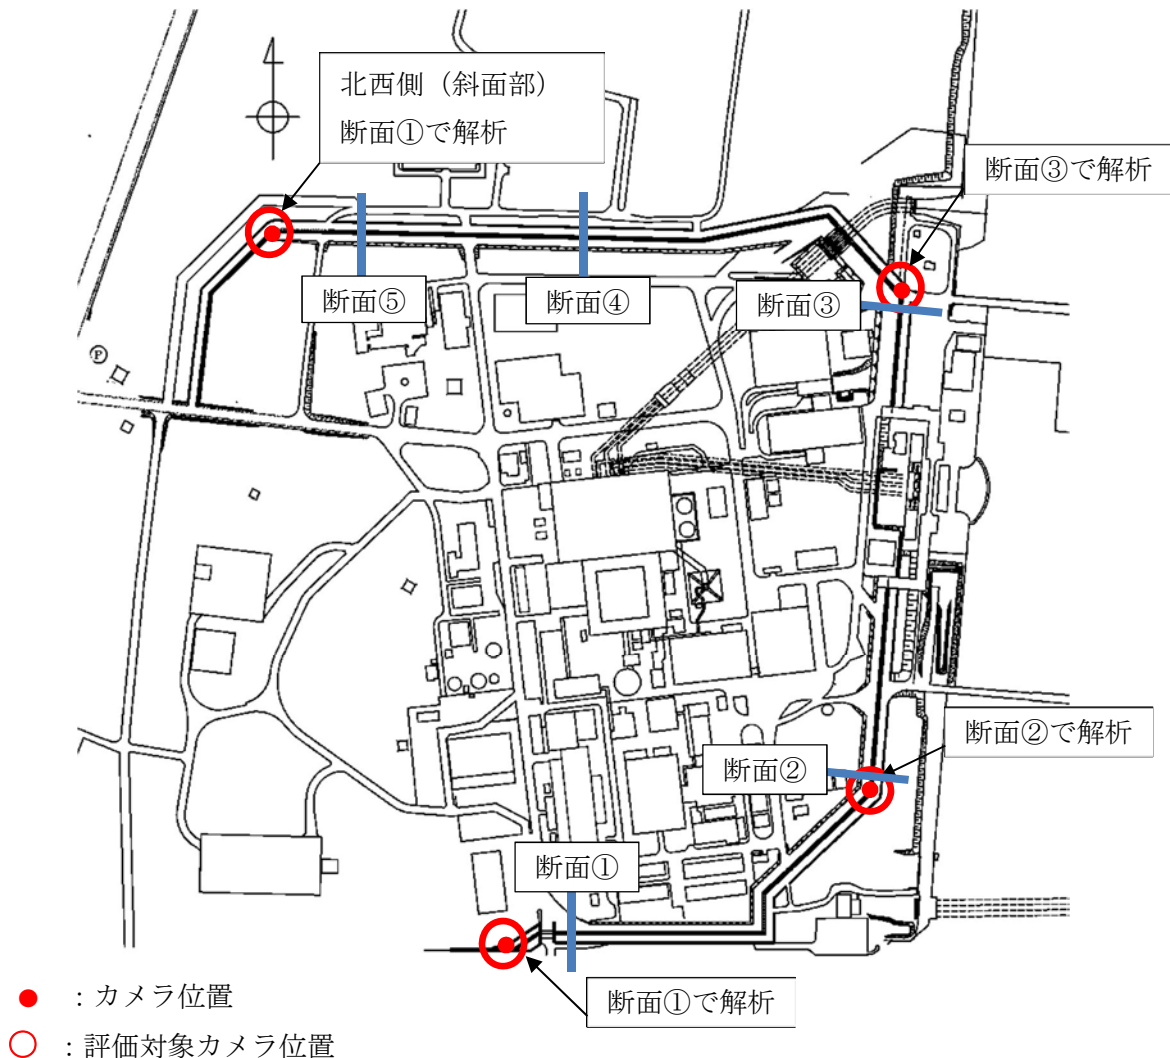 北西側（斜面部）
断面①で解析
断面③で解析
断面⑤
断面④
断面③
P
断面②で解析
断面②
断面①
断面①で解析
：カメラ位置
：評価対象カメラ位置